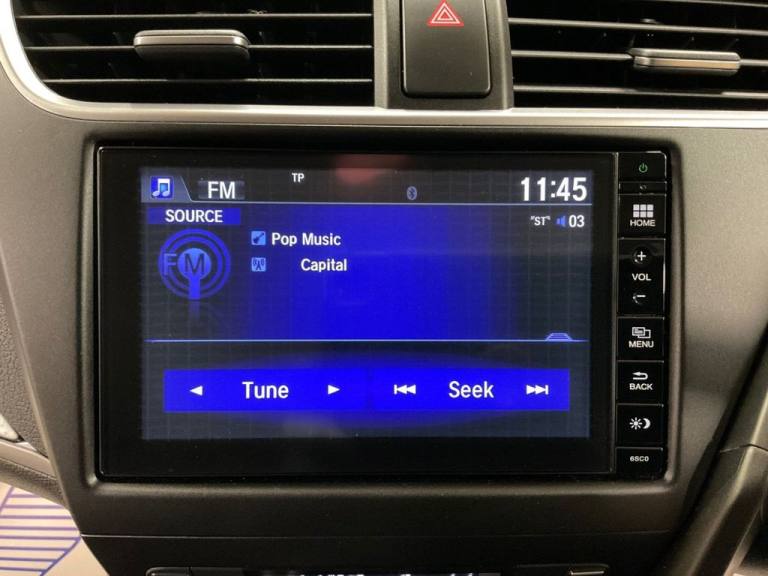 FM
TP
11:45
SOURCE
"ST" 03
FM
Pop Music
Capital
Tune
Seek
HOME
+
VOL
−
MENU
BACK
6SC0